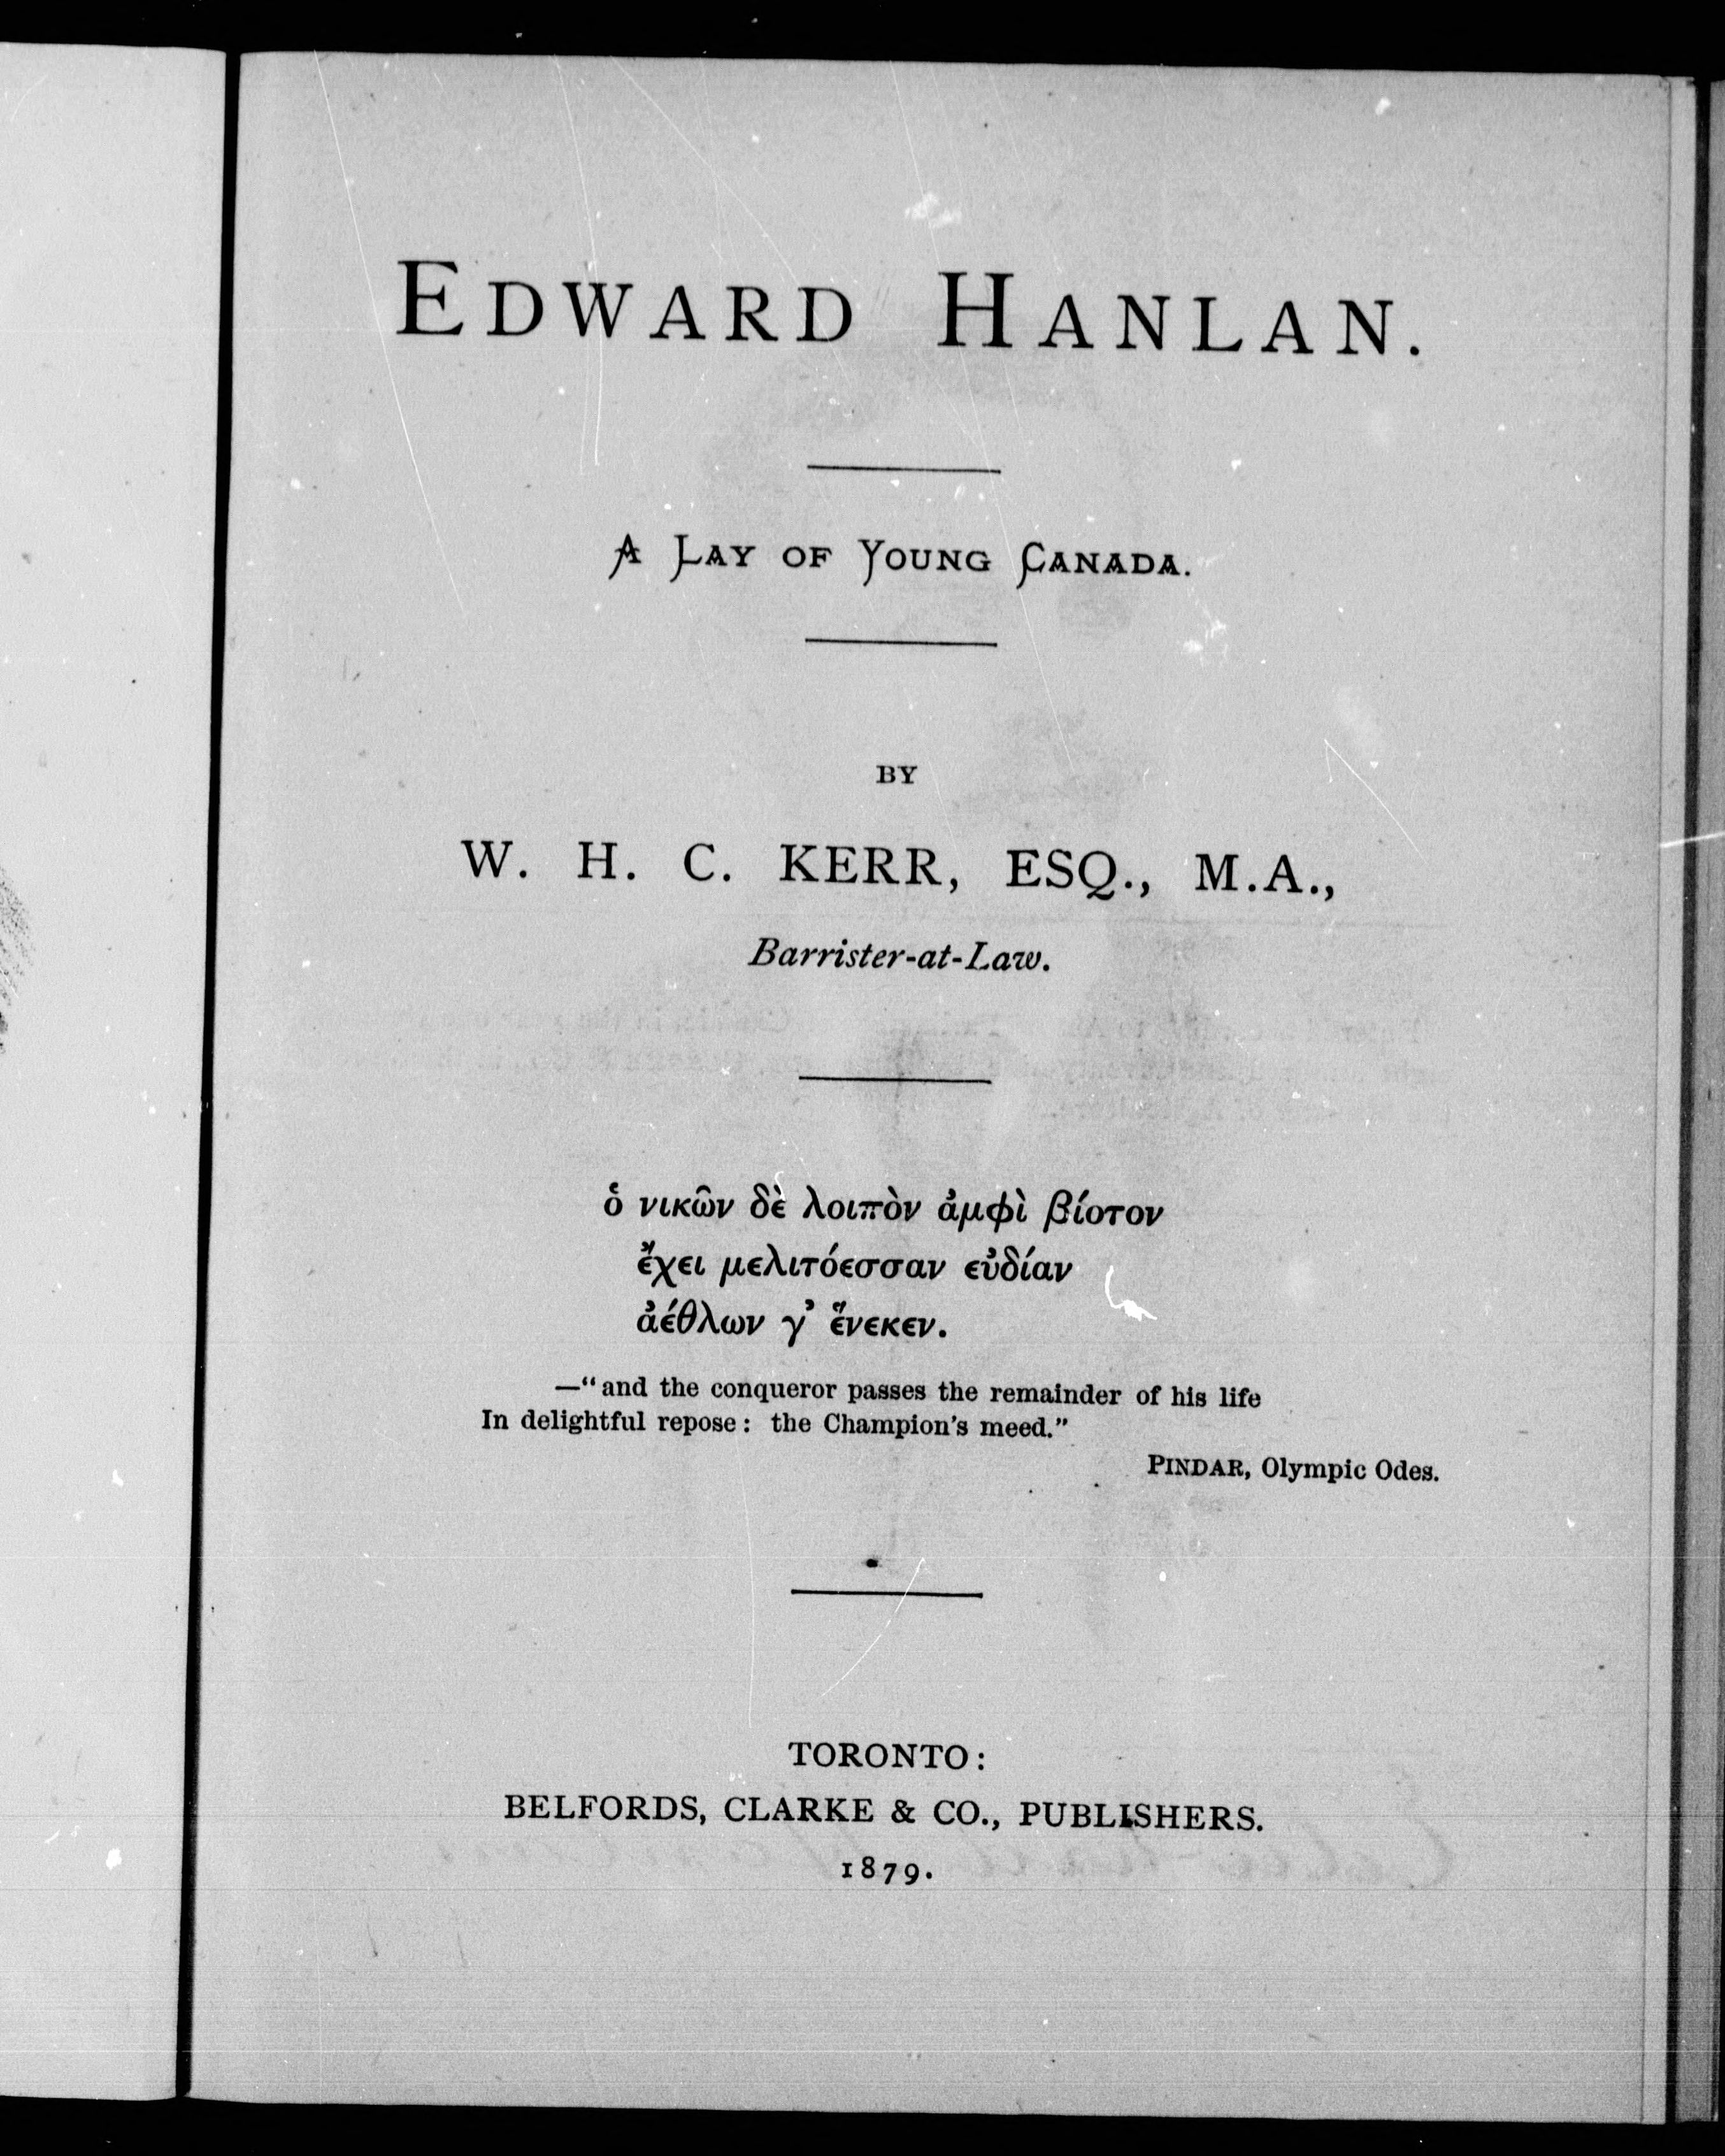 EDWARD HANLAN.
A LAY OF YOUNG CANADA.
BY
W. H. C. KERR, ESQ., M.A.,
Barrister-at-Law.
ὁ νικῶν δὲ λοιπὸν ἀμφὶ βίοτον
ἔχει μελιτόεσσαν εὐδίαν
ἀέθλων γ' ἕνεκεν.
—"and the conqueror passes the remainder of his life
In delightful repose: the Champion's meed."
PINDAR, Olympic Odes.
TORONTO:
BELFORDS, CLARKE & CO., PUBLISHERS.
1879.